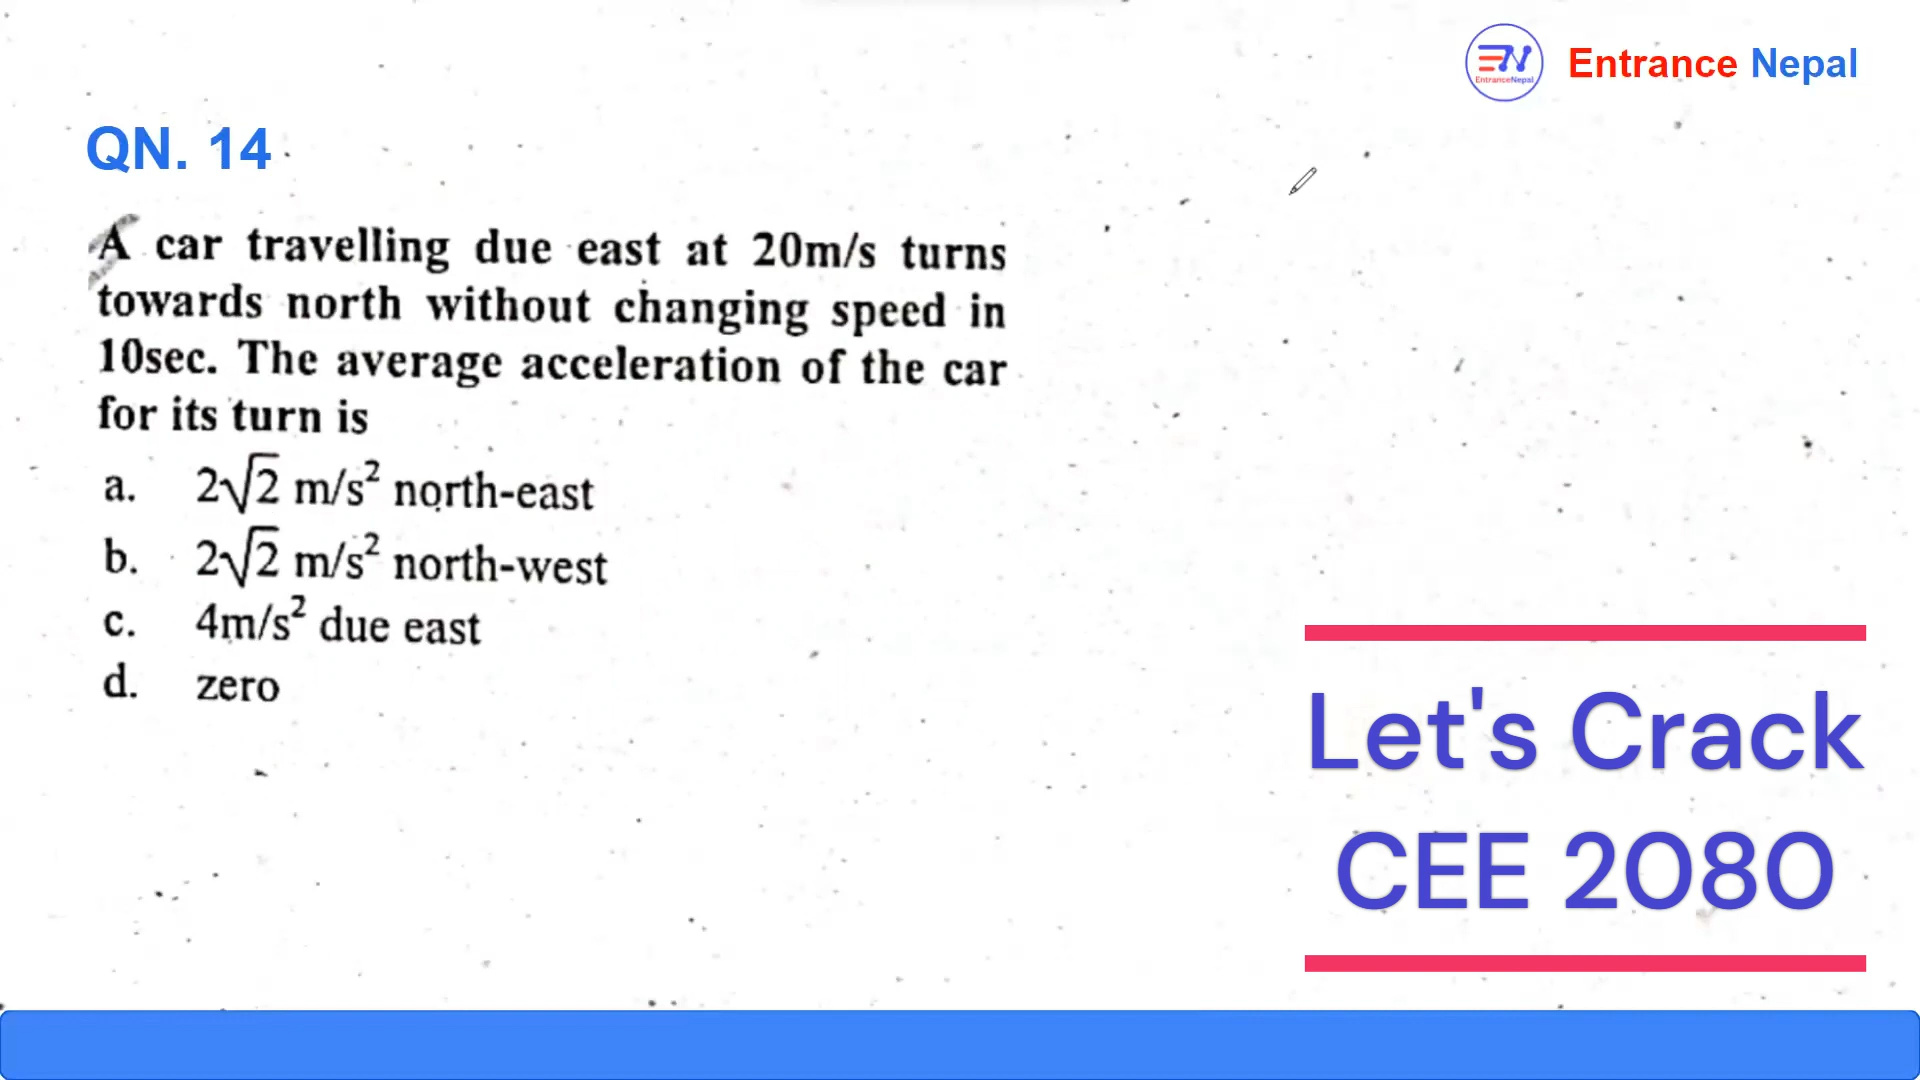 EntranceNepal
Entrance Nepal
QN. 14
A car travelling due east at 20m/s turns
towards north without changing speed in
10sec. The average acceleration of the car
for its turn is
a. 2√2 m/s² north-east
b. 2√2 m/s² north-west
c. 4m/s² due east
d. zero
Let's Crack
CEE 2080